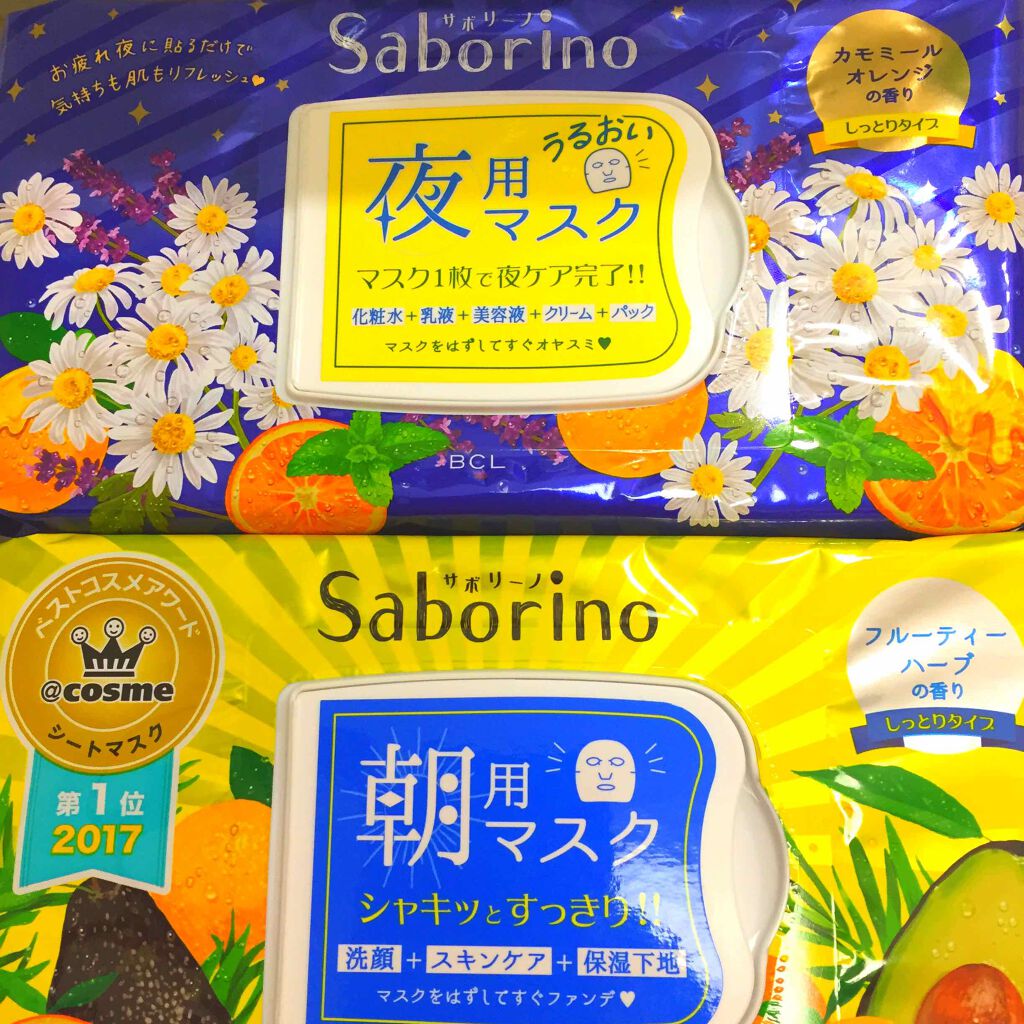 サボリーノ
Saborino
お疲れ夜に貼るだけで
気持ちも肌もリフレッシュ♥
カモミール
オレンジ
の香り
しっとりタイプ
うるおい
夜用マスク
マスク1枚で夜ケア完了!!
化粧水+乳液+美容液+クリーム+パック
マスクをはずしてすぐオヤスミ♥
BCL
サボリーノ
Saborino
ベストコスメアワード
@cosme
シートマスク
第1位
2017
フルーティー
ハーブ
の香り
しっとりタイプ
朝用マスク
シャキッとすっきり!!
洗顔+スキンケア+保湿下地
マスクをはずしてすぐファンデ♥